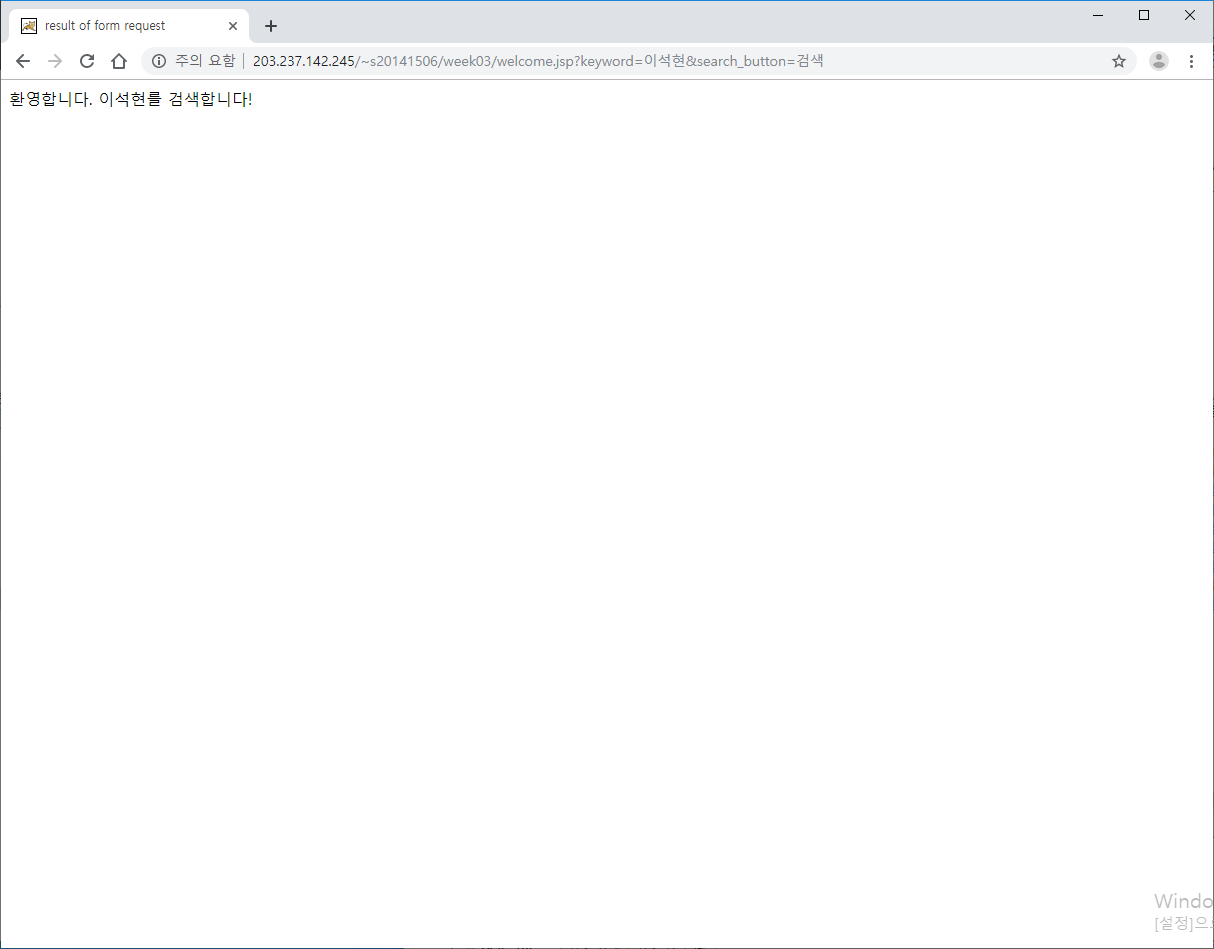 result of form request
주의 요함 203.237.142.245/~s20141506/week03/welcome.jsp?keyword=이석현&search_button=검색
환영합니다. 이석현를 검색합니다!
Windo
[설정]으